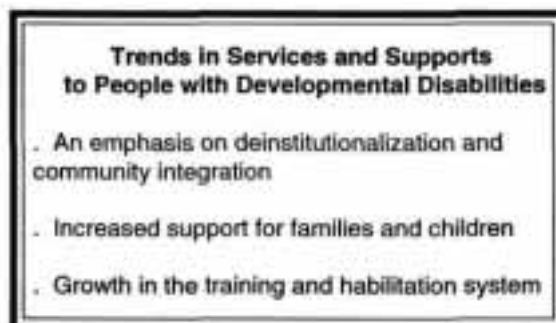 Trends in Services and Supports
to People with Developmental Disabilities
. An emphasis on deinstitutionalization and
community integration
. Increased support for families and children
. Growth in the training and habilitation system